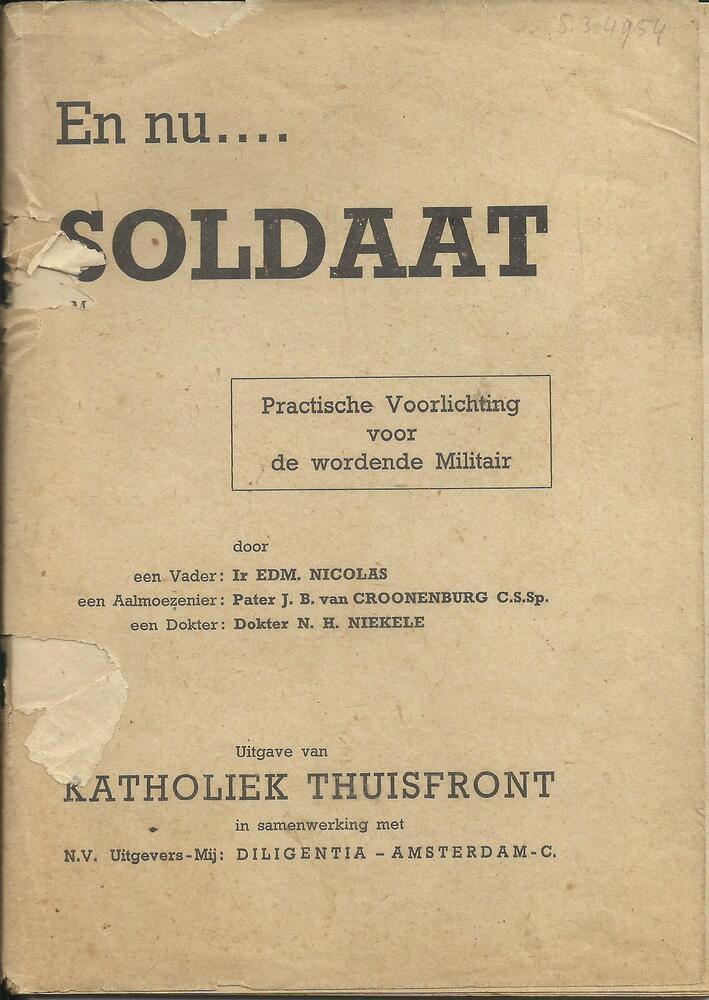 5.3.4954
En nu....
SOLDAAT
M
Practische Voorlichting
voor
de wordende Militair
door
een Vader: Ir EDM. NICOLAS
een Aalmoezenier: Pater J. B. van CROONENBURG C.S.Sp.
een Dokter: Dokter N. H. NIEKELE
Uitgave van
KATHOLIEK THUISFRONT
in samenwerking met
N.V. Uitgevers-Mij: DILIGENTIA – AMSTERDAM-C.